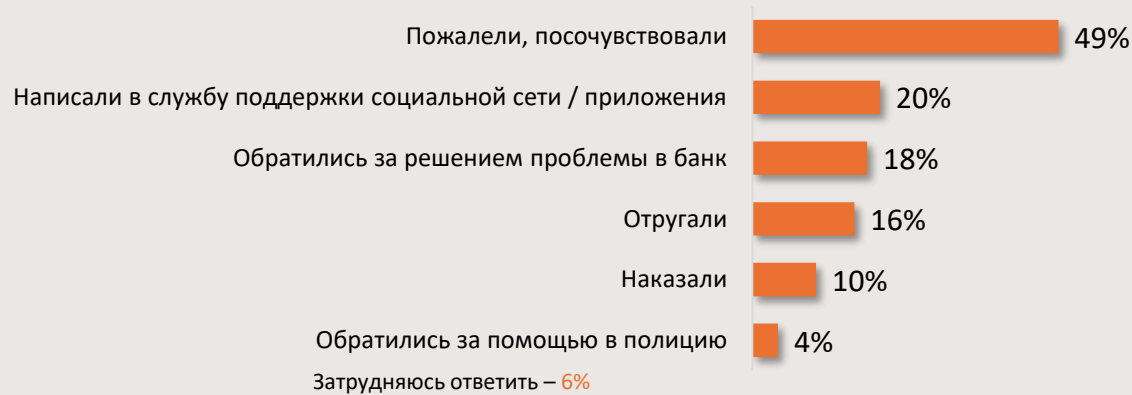 Пожалели, посочувствовали 49%
Написали в службу поддержки социальной сети / приложения 20%
Обратились за решением проблемы в банк 18%
Отругали 16%
Наказали 10%
Обратились за помощью в полицию 4%
Затрудняюсь ответить – 6%